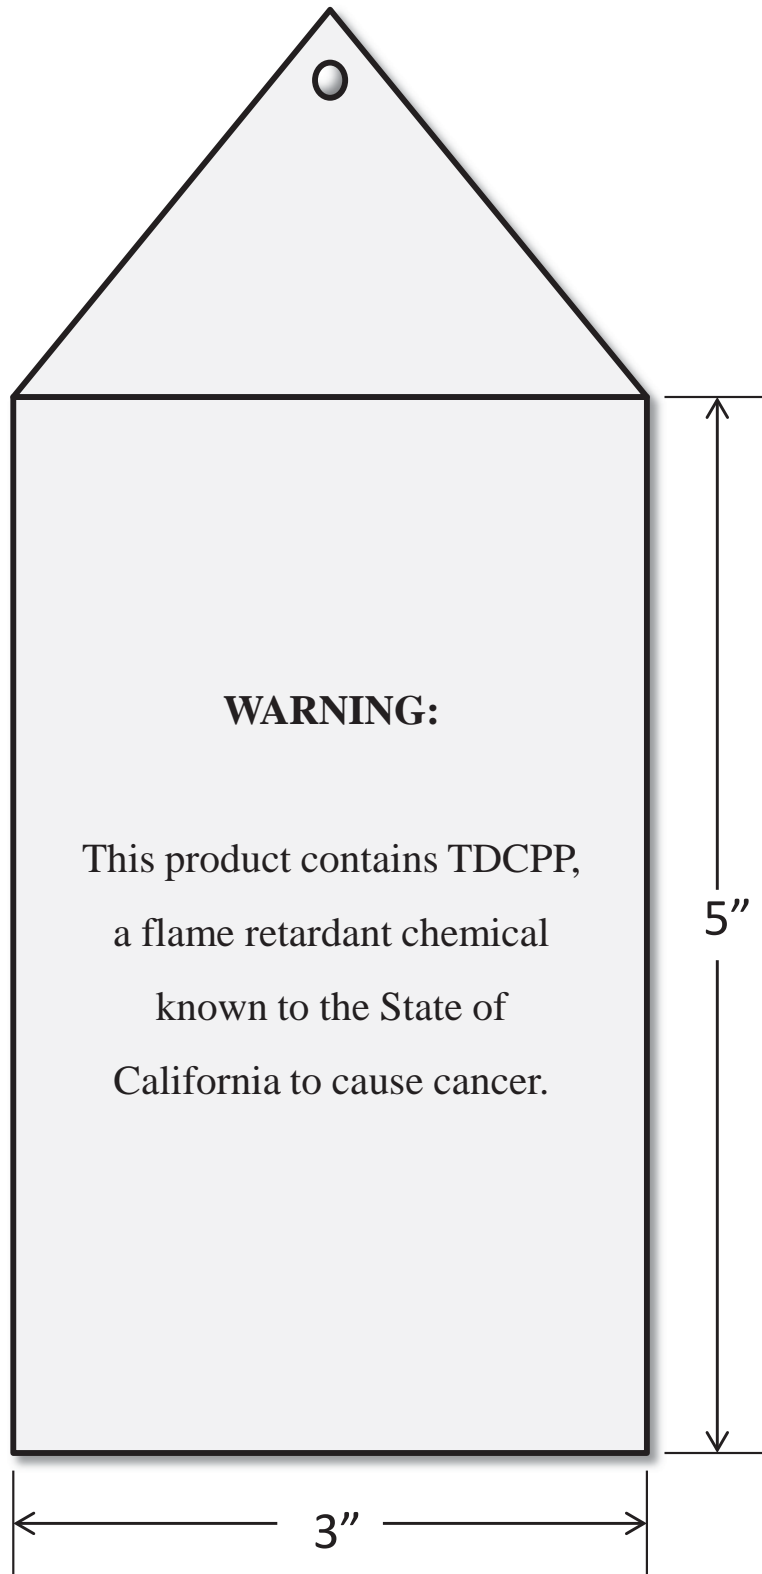 WARNING:
This product contains TDCPP,
a flame retardant chemical
known to the State of
California to cause cancer.
5”
3”